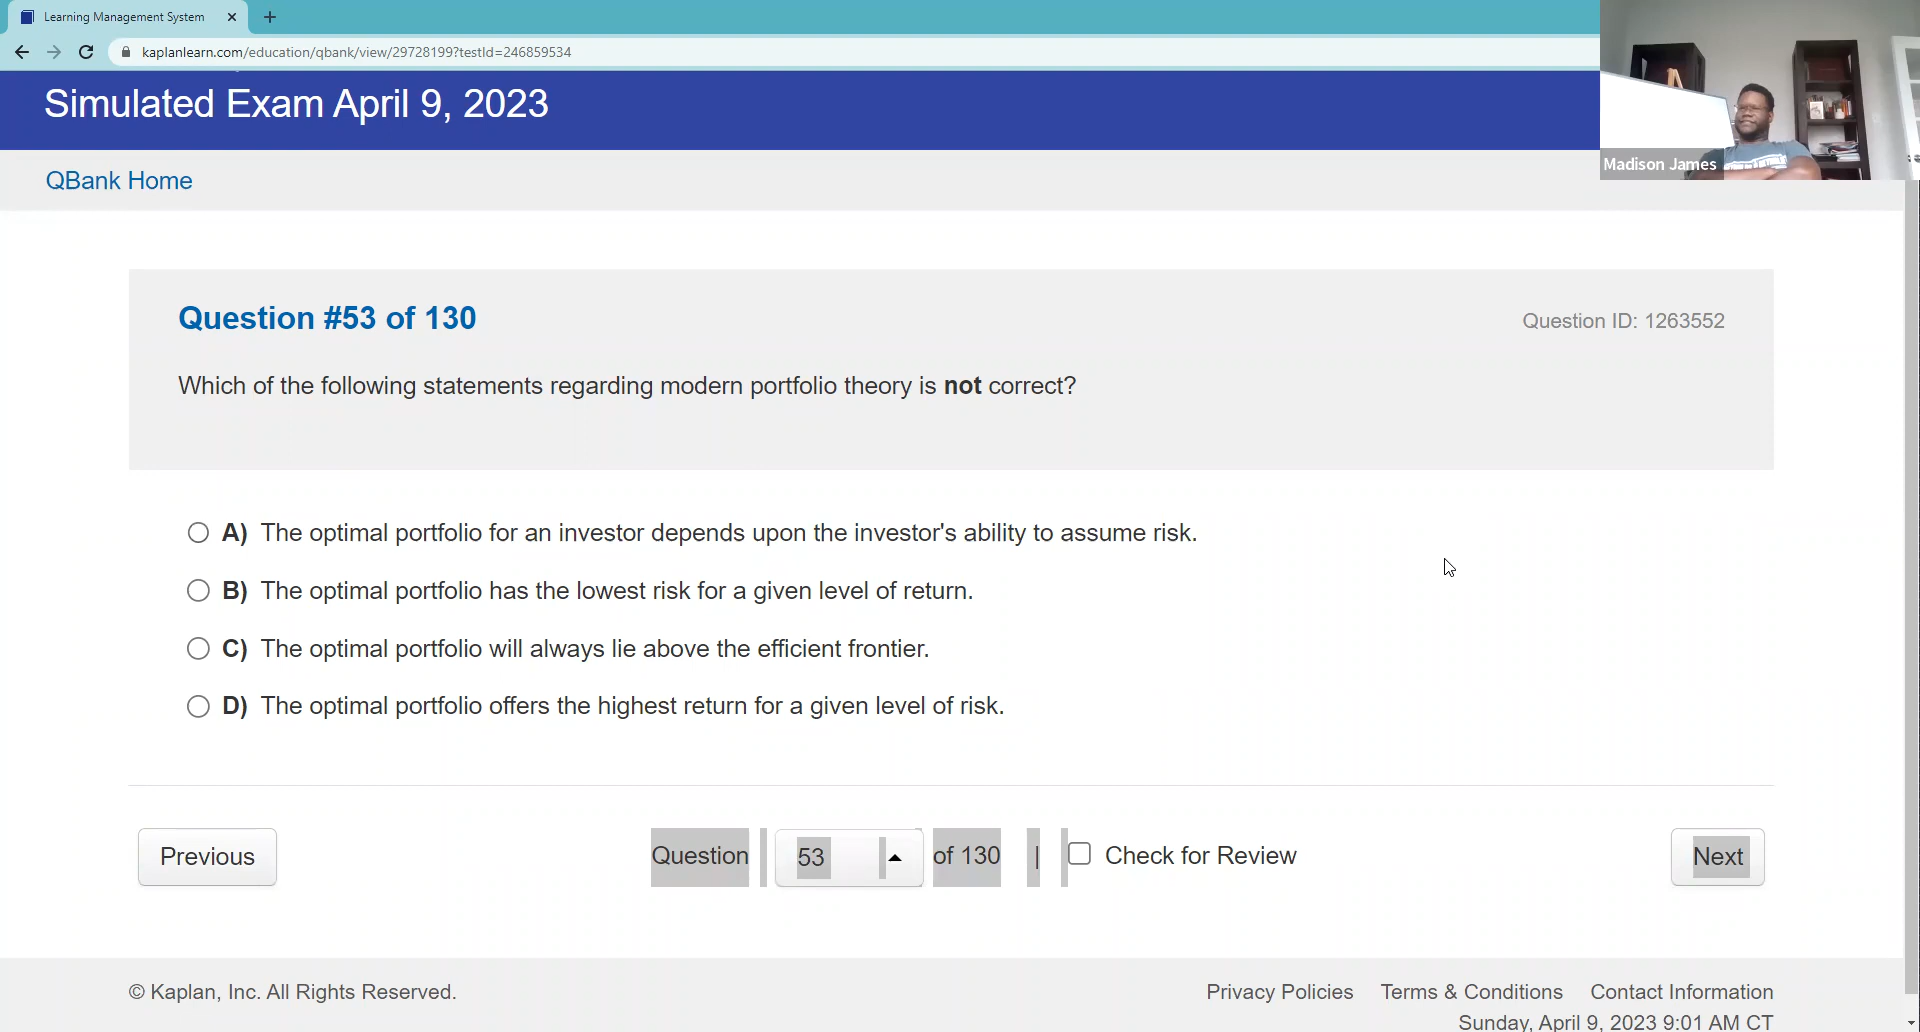 Learning Management System
kaplanlearn.com/education/qbank/view/29728199?testId=246859534
Simulated Exam April 9, 2023
Madison James
QBank Home
Question #53 of 130
Question ID: 1263552
Which of the following statements regarding modern portfolio theory is not correct?
A) The optimal portfolio for an investor depends upon the investor's ability to assume risk.
B) The optimal portfolio has the lowest risk for a given level of return.
C) The optimal portfolio will always lie above the efficient frontier.
D) The optimal portfolio offers the highest return for a given level of risk.
Previous
Question 53 of 130 | Check for Review
Next
© Kaplan, Inc. All Rights Reserved.
Privacy Policies Terms & Conditions Contact Information
Sunday, April 9, 2023 9:01 AM CT